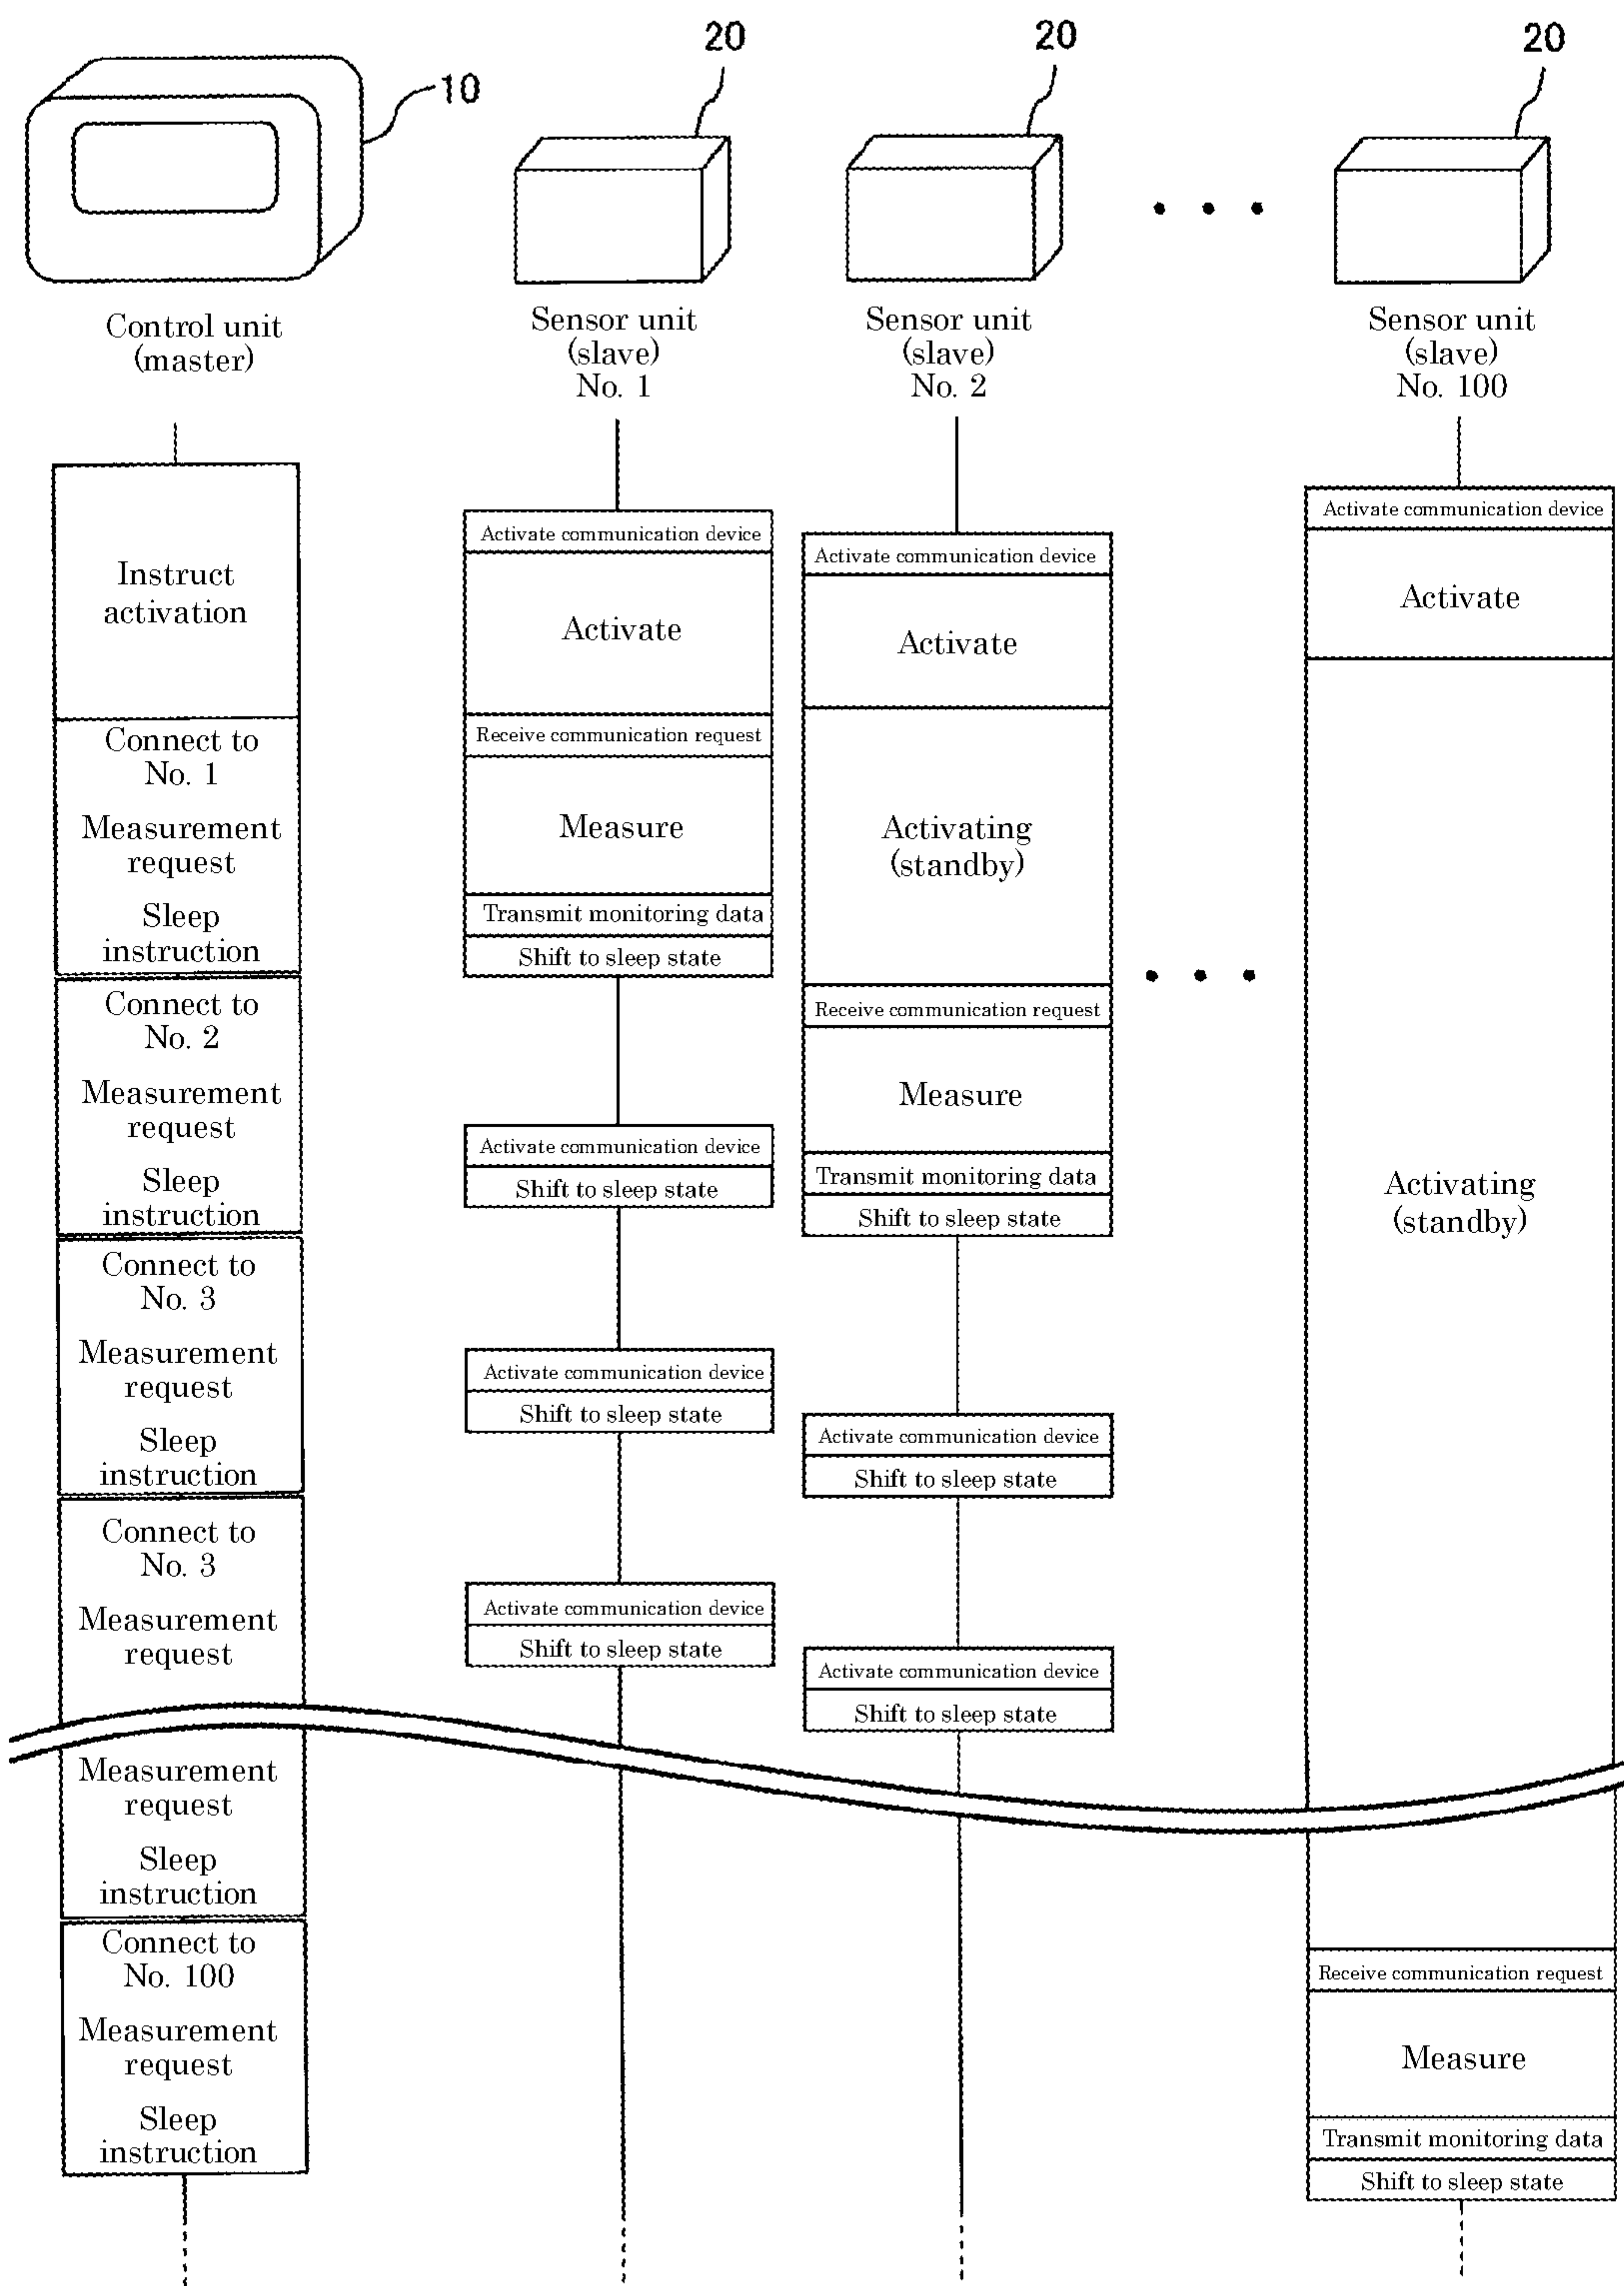 10
20
20
20
Control unit
(master)
Sensor unit
(slave)
No. 1
Sensor unit
(slave)
No. 2
Sensor unit
(slave)
No. 100
Instruct
activation
Connect to
No. 1
Measurement
request
Sleep
instruction
Connect to
No. 2
Measurement
request
Sleep
instruction
Connect to
No. 3
Measurement
request
Sleep
instruction
Connect to
No. 3
Measurement
request
Measurement
request
Sleep
instruction
Connect to
No. 100
Measurement
request
Sleep
instruction
Activate communication device
Activate
Receive communication request
Measure
Transmit monitoring data
Shift to sleep state
Activate communication device
Shift to sleep state
Activate communication device
Shift to sleep state
Activate communication device
Shift to sleep state
Activate communication device
Activate
Activating
(standby)
Receive communication request
Measure
Transmit monitoring data
Shift to sleep state
Activate communication device
Shift to sleep state
Activate communication device
Shift to sleep state
Activate communication device
Activate
Activating
(standby)
Receive communication request
Measure
Transmit monitoring data
Shift to sleep state